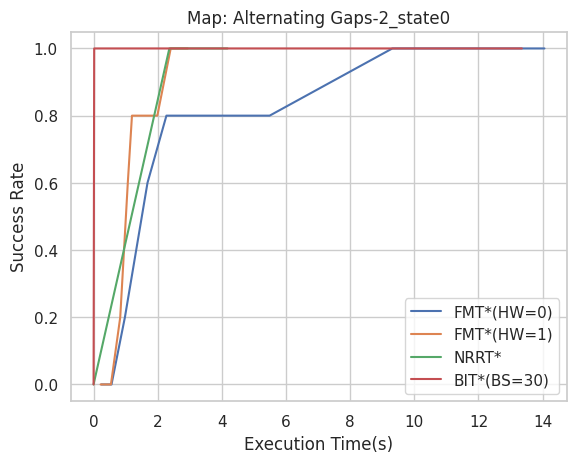 Map: Alternating Gaps-2_state0
Success Rate
1.0
0.8
0.6
0.4
0.2
0.0
FMT*(HW=0)
FMT*(HW=1)
NRRT*
BIT*(BS=30)
0 2 4 6 8 10 12 14
Execution Time(s)